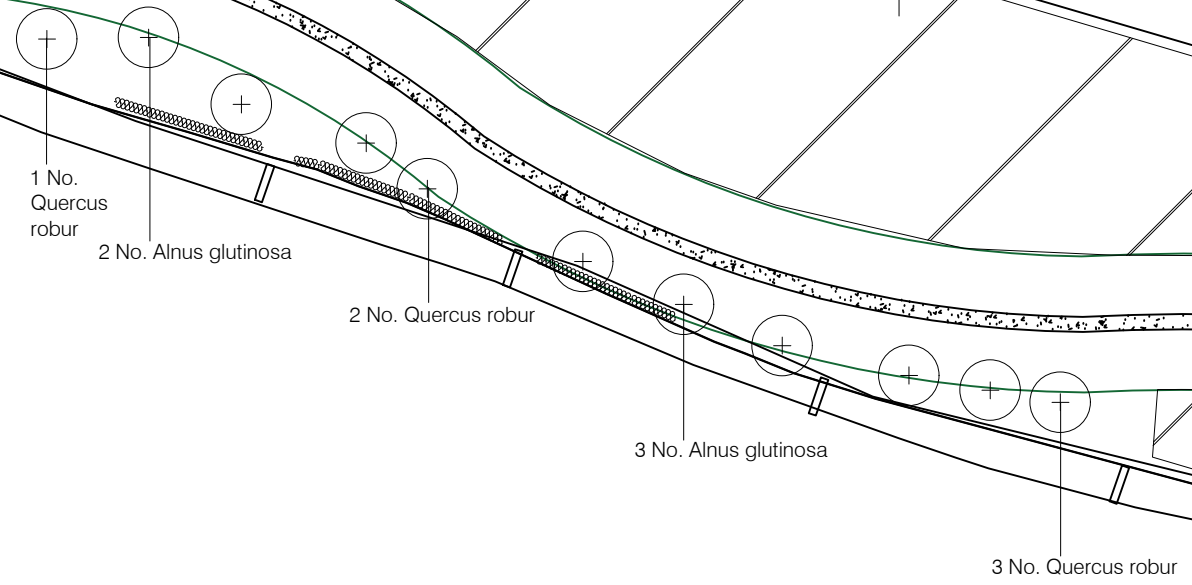 1 No.
Quercus
robur
2 No. Alnus glutinosa
2 No. Quercus robur
3 No. Alnus glutinosa
3 No. Quercus robur